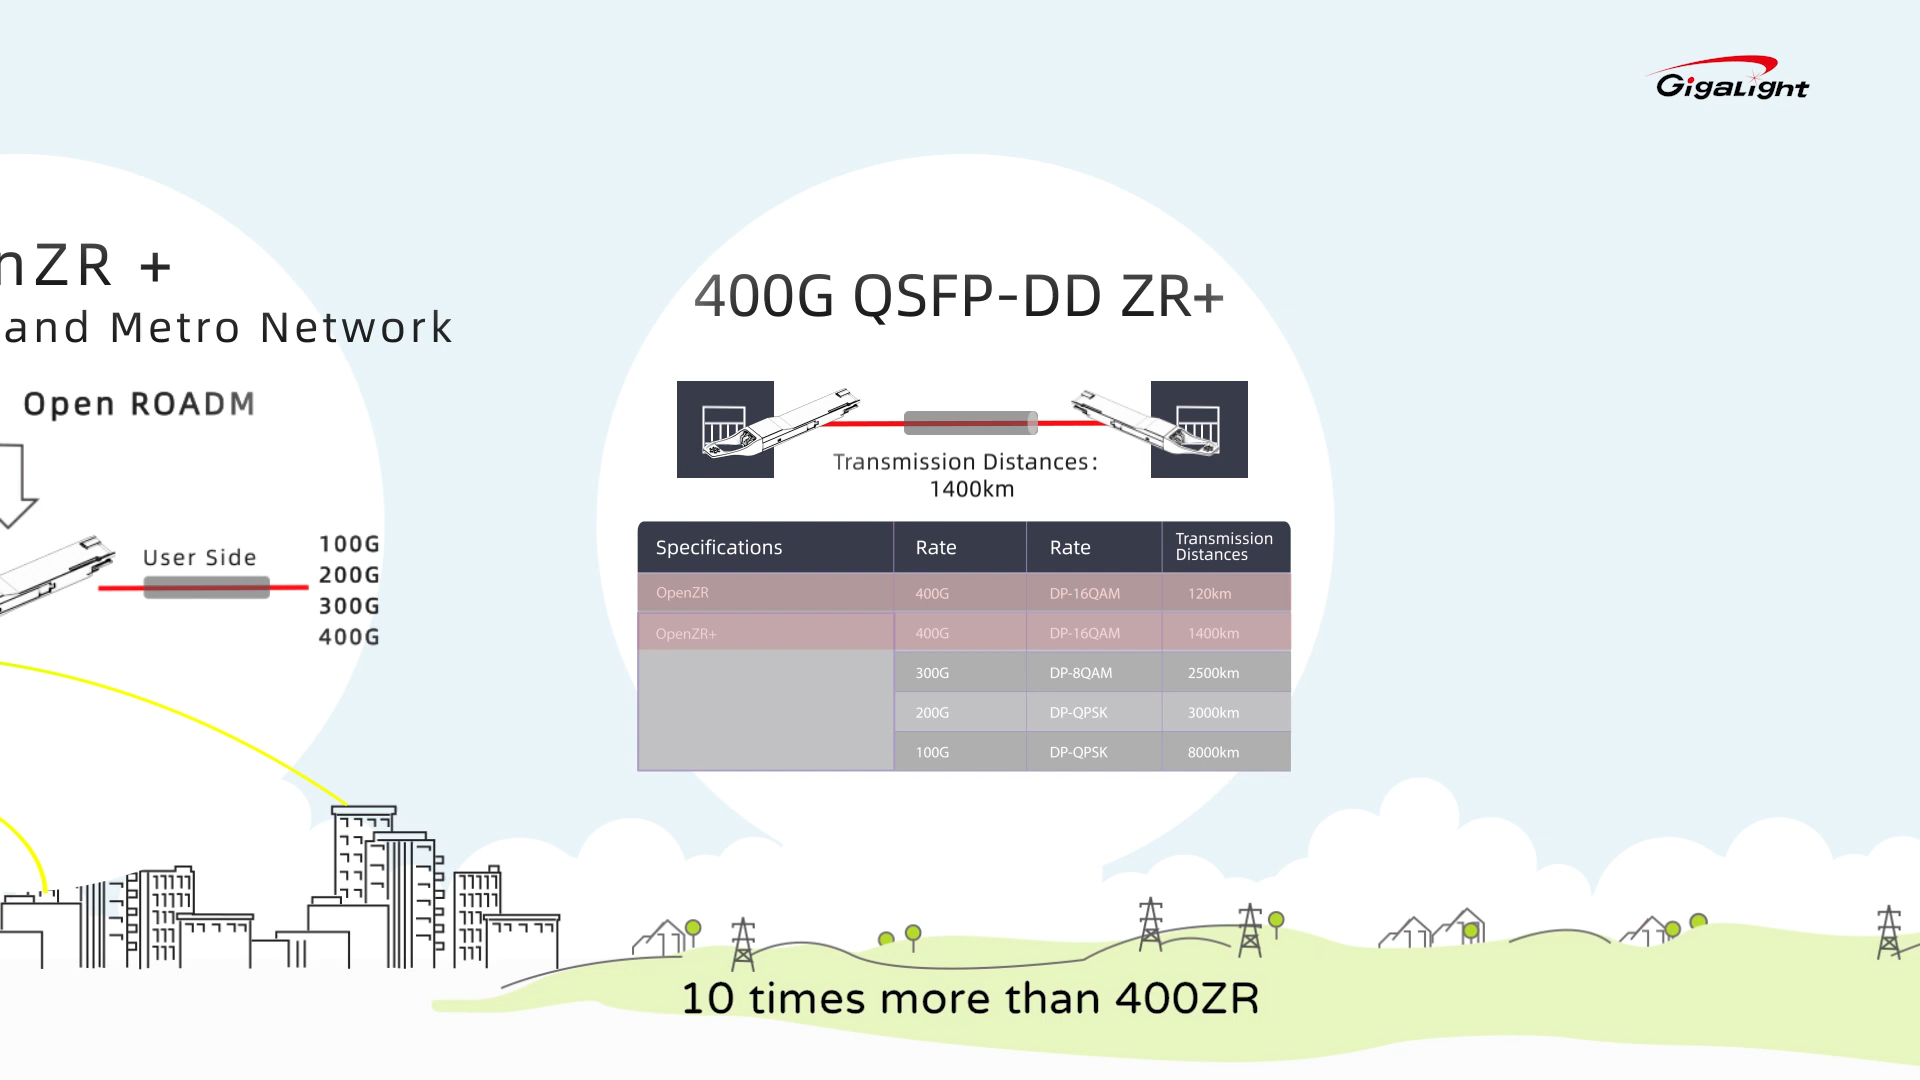 GigaLight
nZR +
and Metro Network
Open ROADM
User Side
100G
200G
300G
400G
400G QSFP-DD ZR+
Transmission Distances:
1400km
Specifications Rate Rate Transmission Distances
OpenZR 400G DP-16QAM 120km
OpenZR+ 400G DP-16QAM 1400km
300G DP-8QAM 2500km
200G DP-QPSK 3000km
100G DP-QPSK 8000km
10 times more than 400ZR